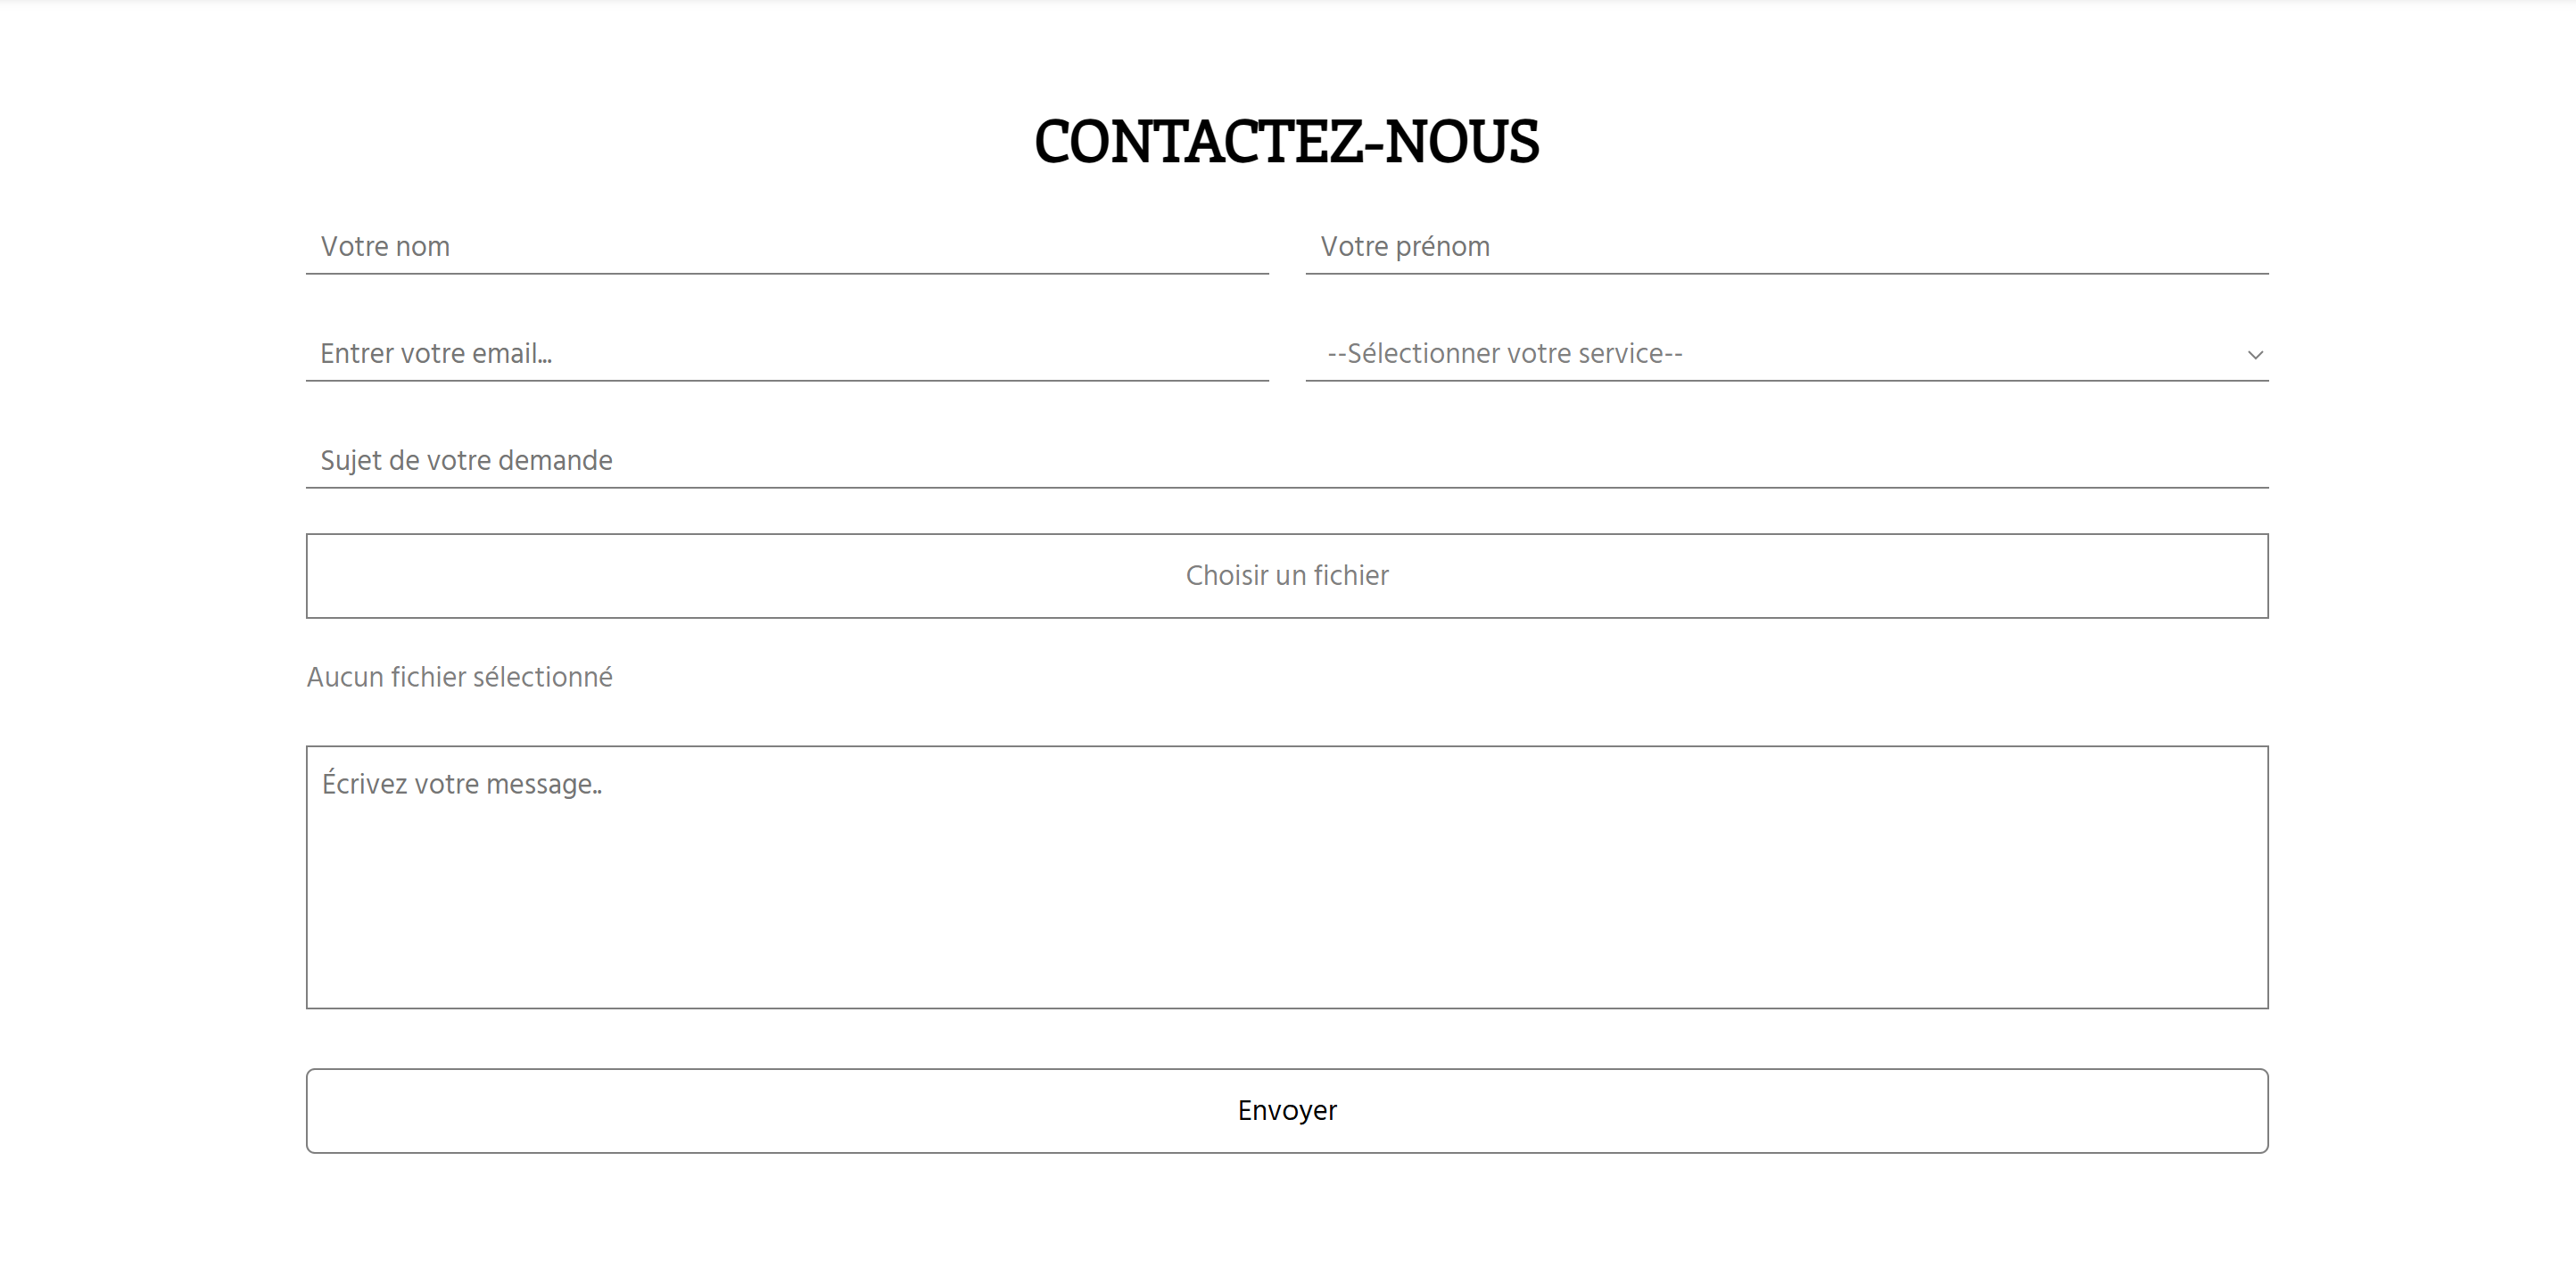 CONTACTEZ-NOUS
Votre nom
Votre prénom
Entrer votre email...
--Sélectionner votre service--
Sujet de votre demande
Choisir un fichier
Aucun fichier sélectionné
Écrivez votre message..
Envoyer